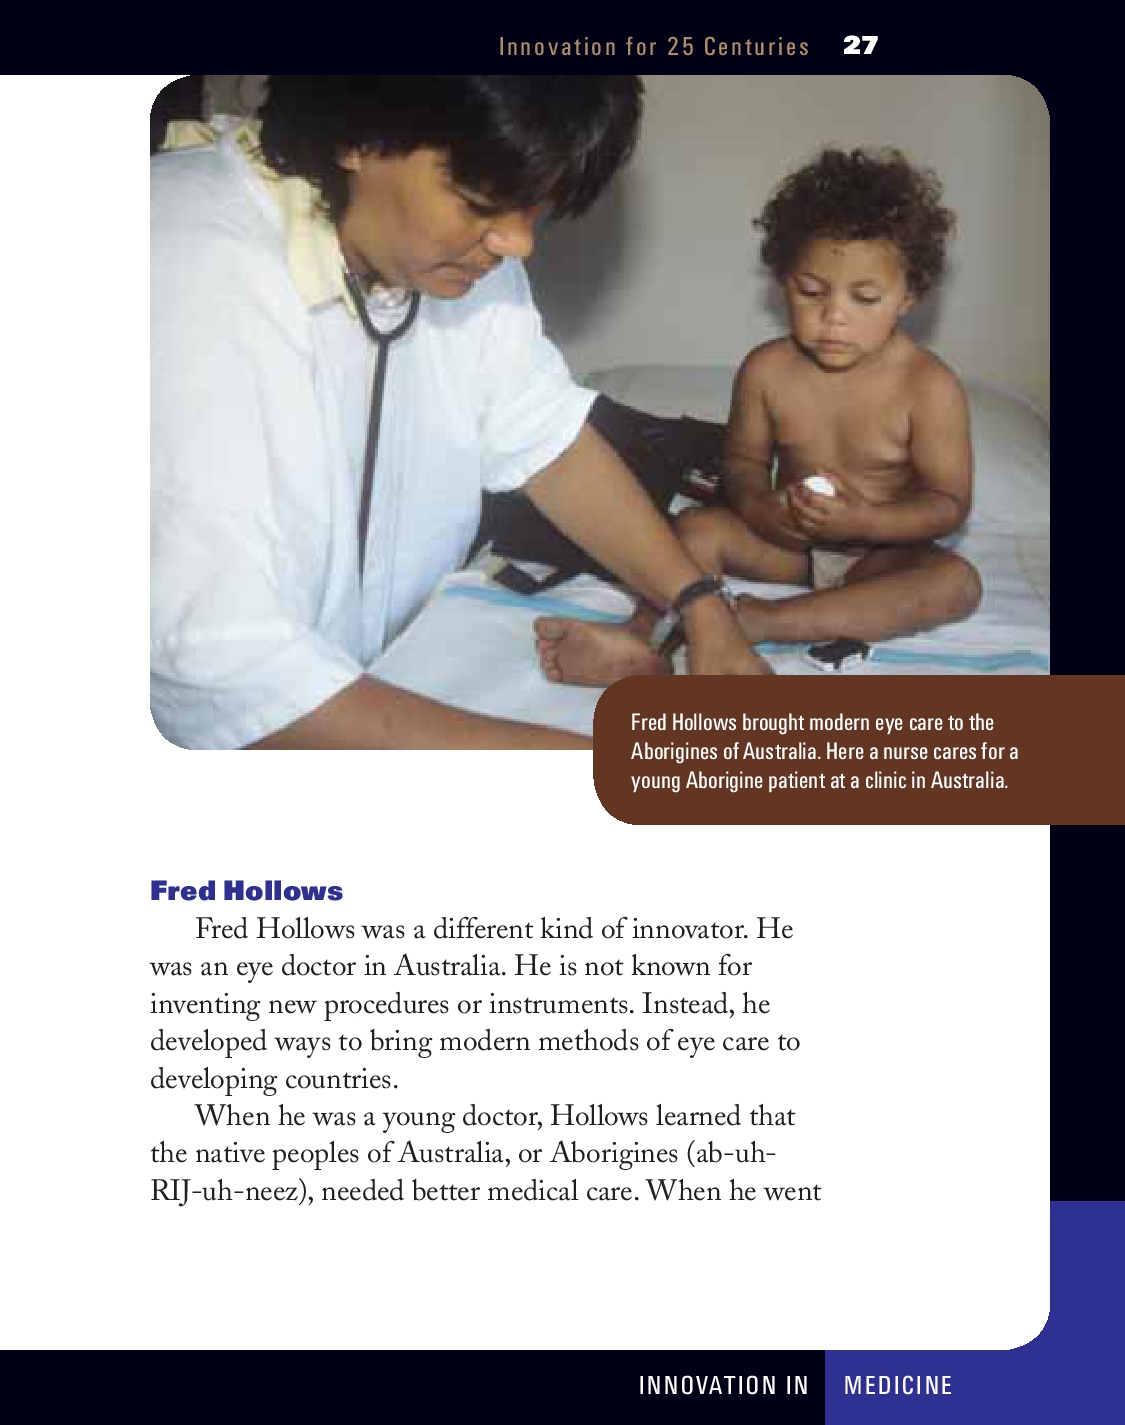 Innovation for 25 Centuries 27
Fred Hollows brought modern eye care to the
Aborigines of Australia. Here a nurse cares for a
young Aborigine patient at a clinic in Australia.
Fred Hollows
Fred Hollows was a different kind of innovator. He
was an eye doctor in Australia. He is not known for
inventing new procedures or instruments. Instead, he
developed ways to bring modern methods of eye care to
developing countries.
When he was a young doctor, Hollows learned that
the native peoples of Australia, or Aborigines (ab-uh-
RIJ-uh-neez), needed better medical care. When he went
INNOVATION IN MEDICINE